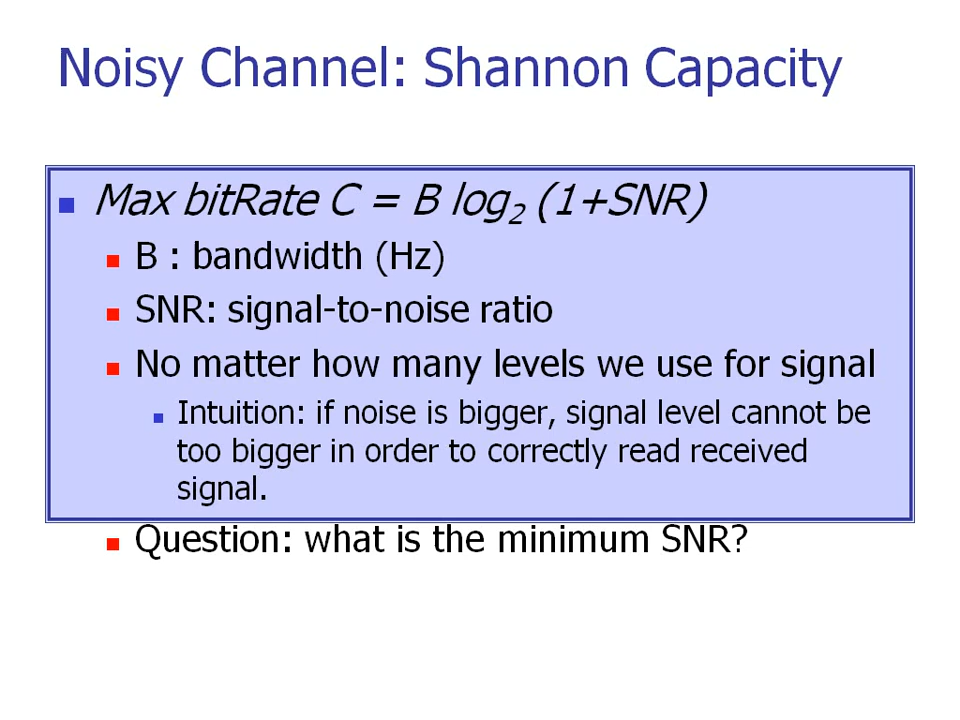 Noisy Channel: Shannon Capacity
Max bitRate C = B log2 (1+SNR)
B : bandwidth (Hz)
SNR: signal-to-noise ratio
No matter how many levels we use for signal
Intuition: if noise is bigger, signal level cannot be
too bigger in order to correctly read received
signal.
Question: what is the minimum SNR?